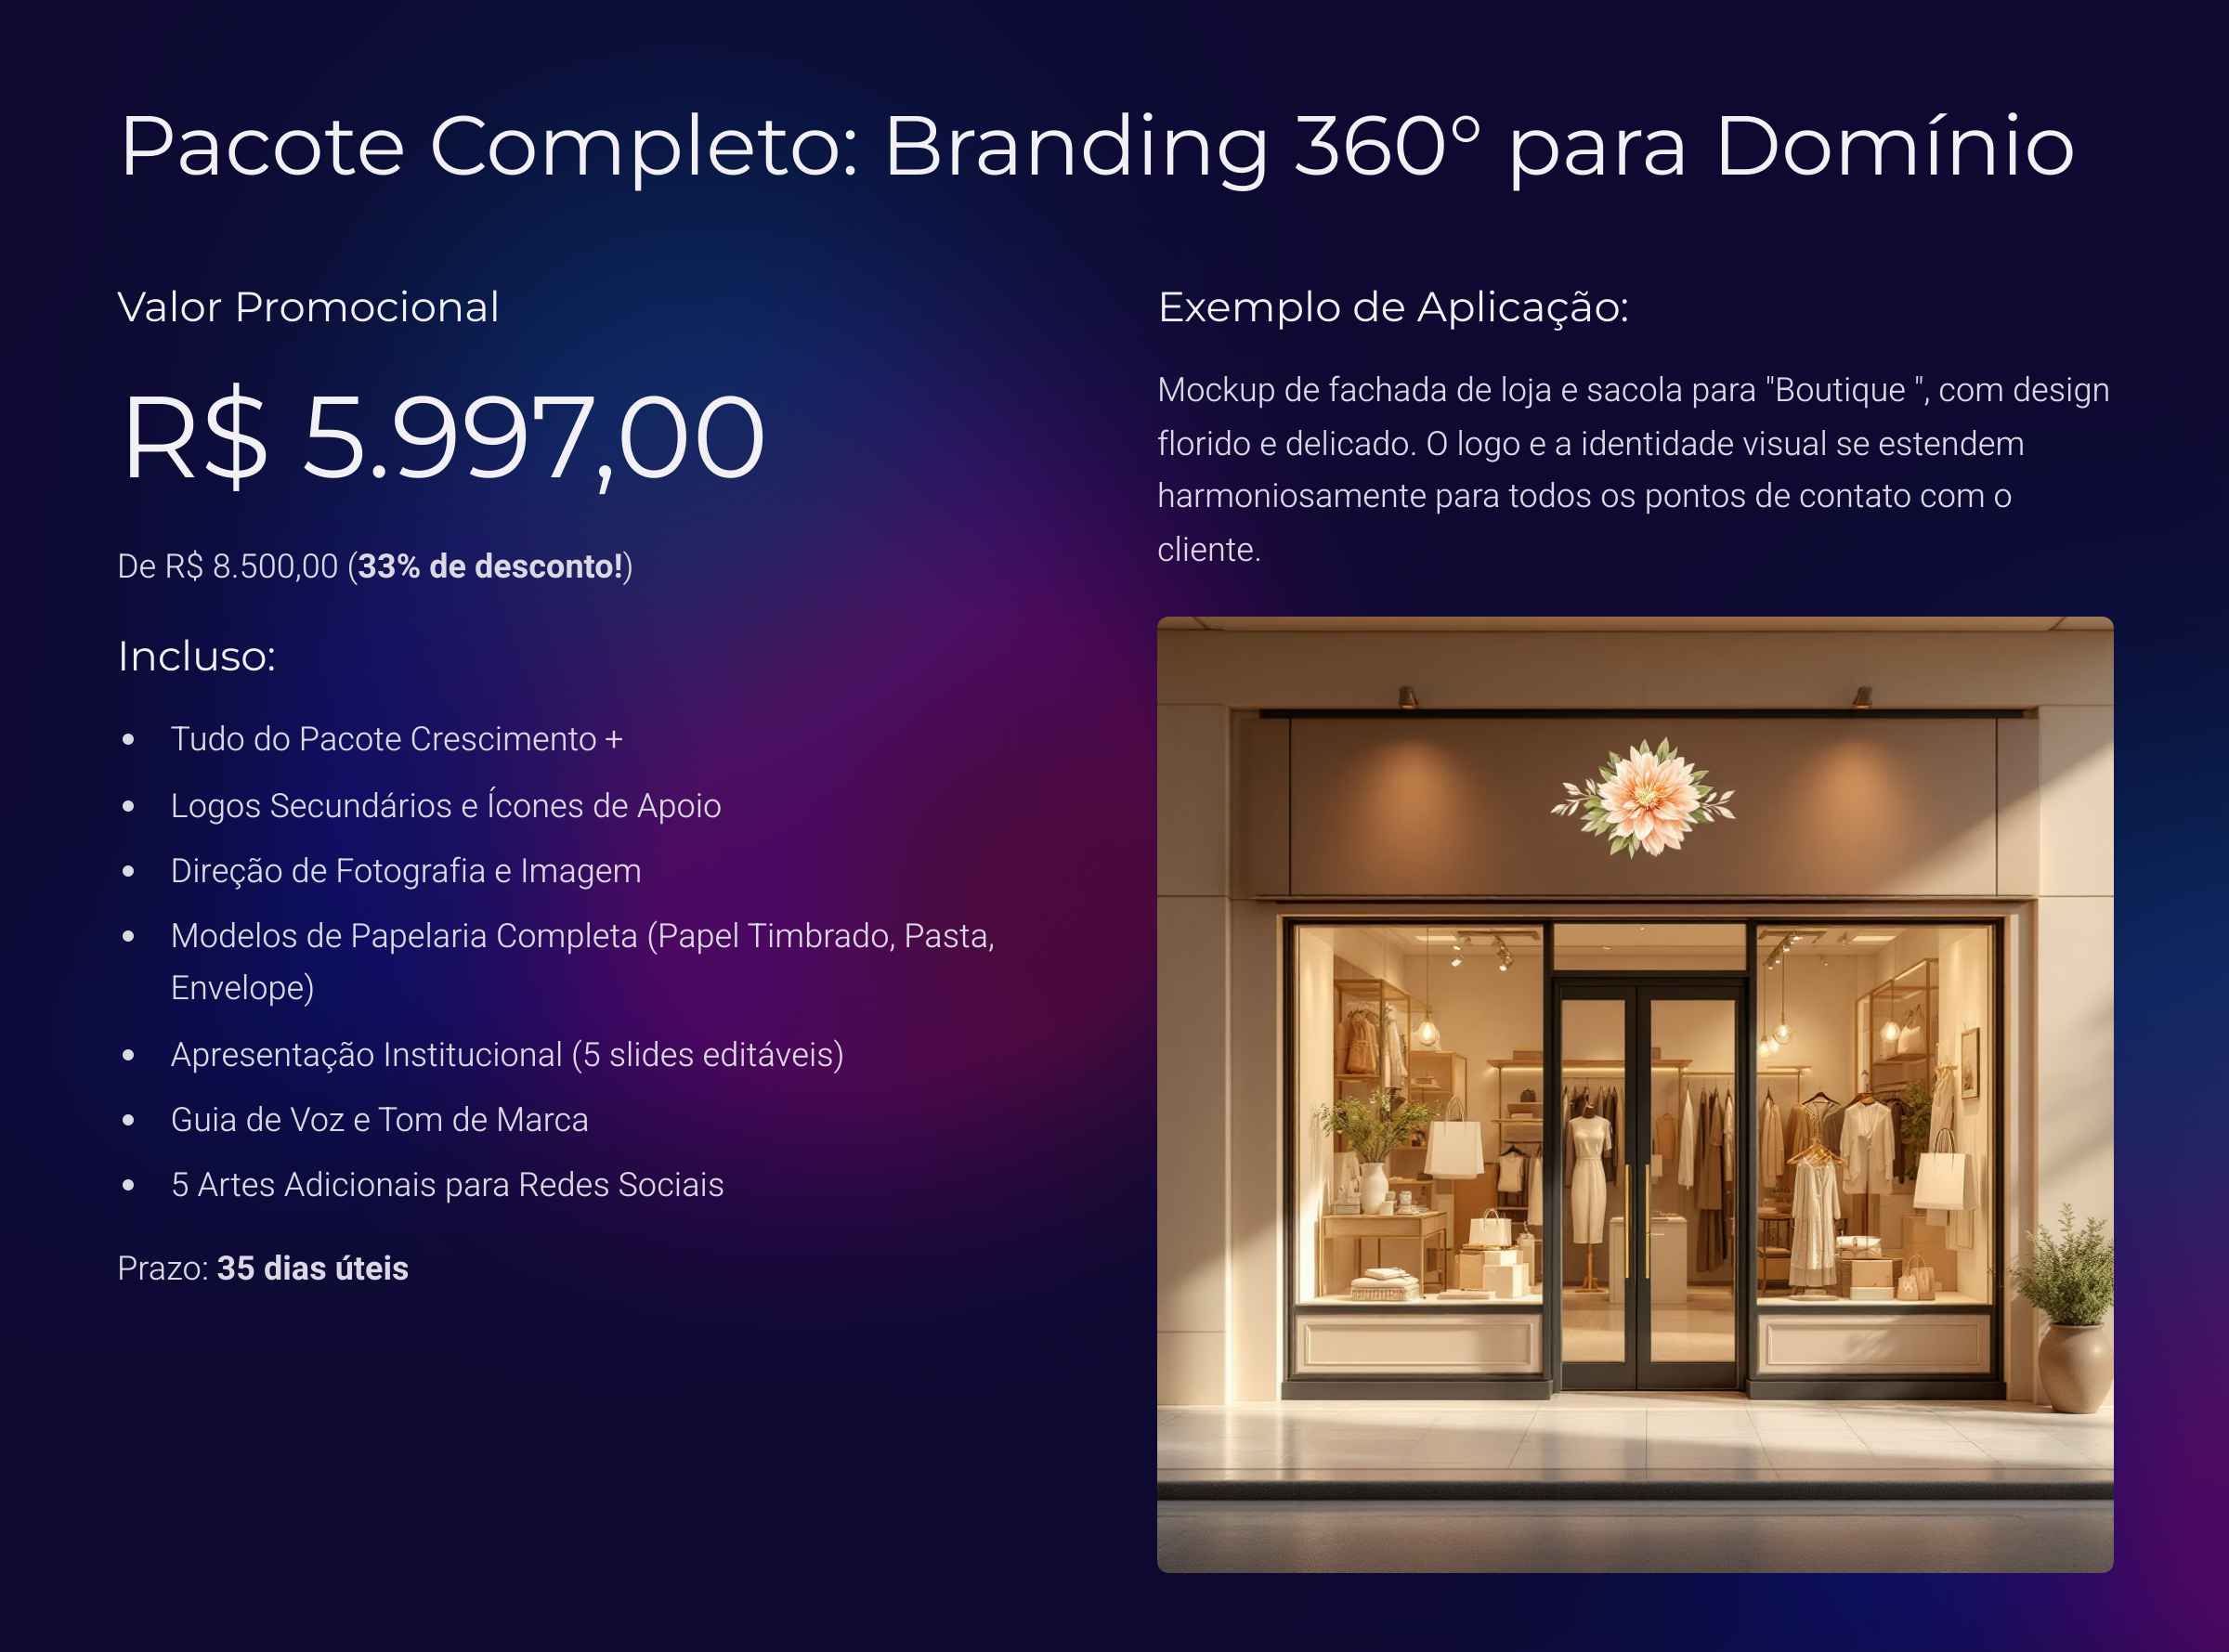 Pacote Completo: Branding 360° para Domínio
Valor Promocional
R$ 5.997,00
De R$ 8.500,00 (33% de desconto!)
Incluso:
Tudo do Pacote Crescimento +
Logos Secundários e Ícones de Apoio
Direção de Fotografia e Imagem
Modelos de Papelaria Completa (Papel Timbrado, Pasta,
Envelope)
Apresentação Institucional (5 slides editáveis)
Guia de Voz e Tom de Marca
5 Artes Adicionais para Redes Sociais
Prazo: 35 dias úteis
Exemplo de Aplicação:
Mockup de fachada de loja e sacola para "Boutique ", com design
florido e delicado. O logo e a identidade visual se estendem
harmoniosamente para todos os pontos de contato com o
cliente.